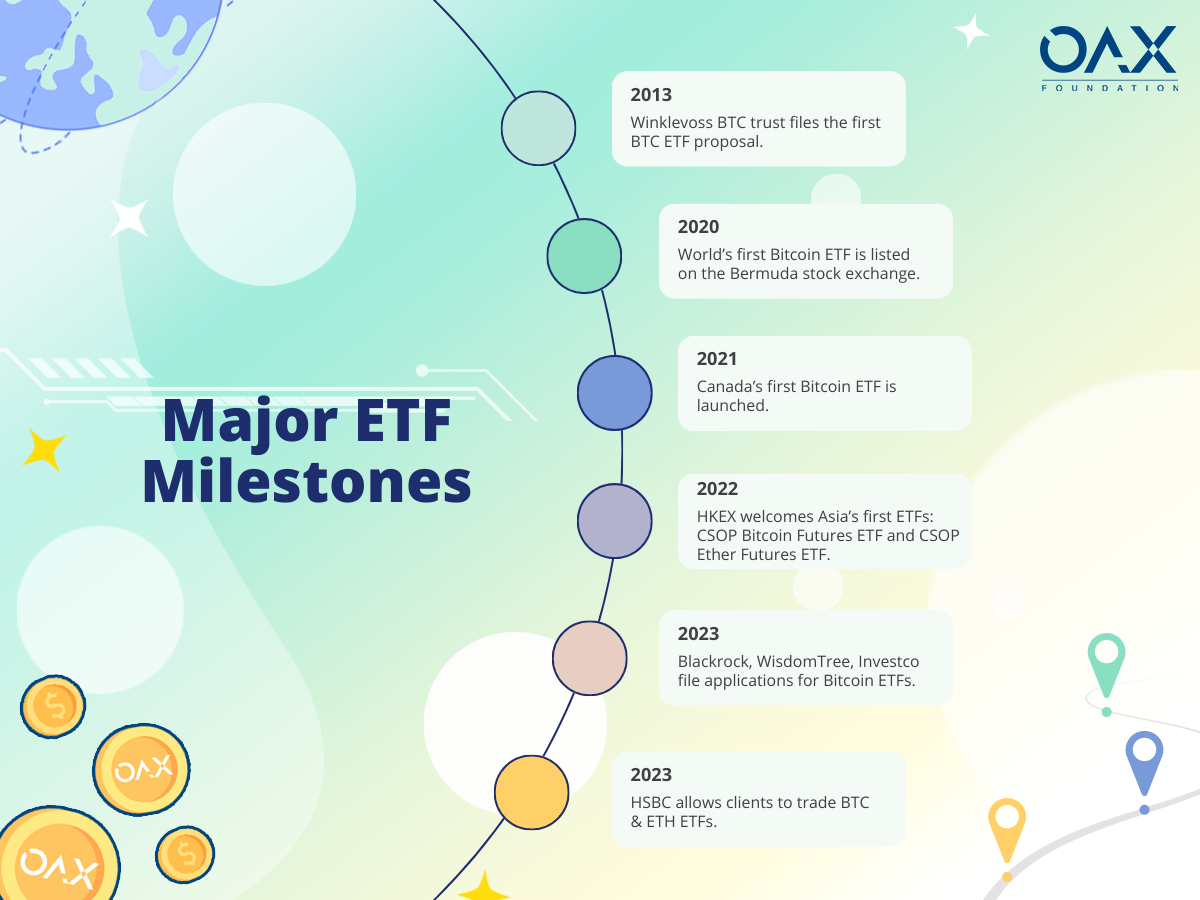 OAX
FOUNDATION
2013
Winklevoss BTC trust files the first
BTC ETF proposal.
2020
World’s first Bitcoin ETF is listed
on the Bermuda stock exchange.
2021
Canada’s first Bitcoin ETF is
launched.
Major ETF
Milestones
2022
HKEX welcomes Asia’s first ETFs:
CSOP Bitcoin Futures ETF and CSOP
Ether Futures ETF.
2023
Blackrock, WisdomTree, Investco
file applications for Bitcoin ETFs.
2023
HSBC allows clients to trade BTC
& ETH ETFs.
$
OAX
OAX
$